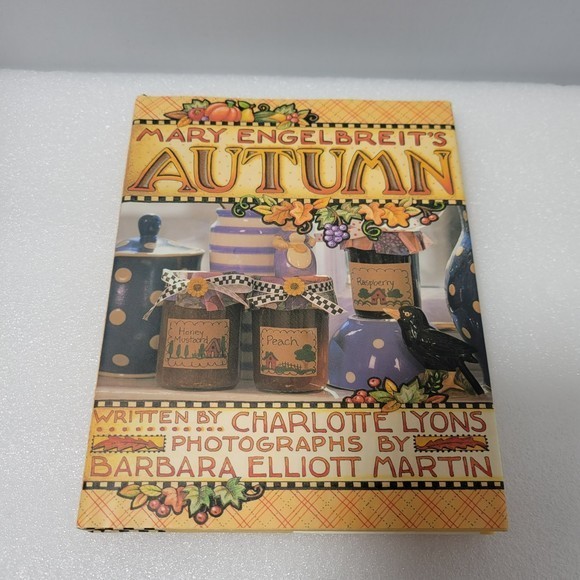 MARY ENGELBREIT'S
AUTUMN
Raspberry
Honey
Mustard
Peach
WRITTEN BY CHARLOTTE LYONS
PHOTOGRAPHS BY
BARBARA ELLIOTT MARTIN